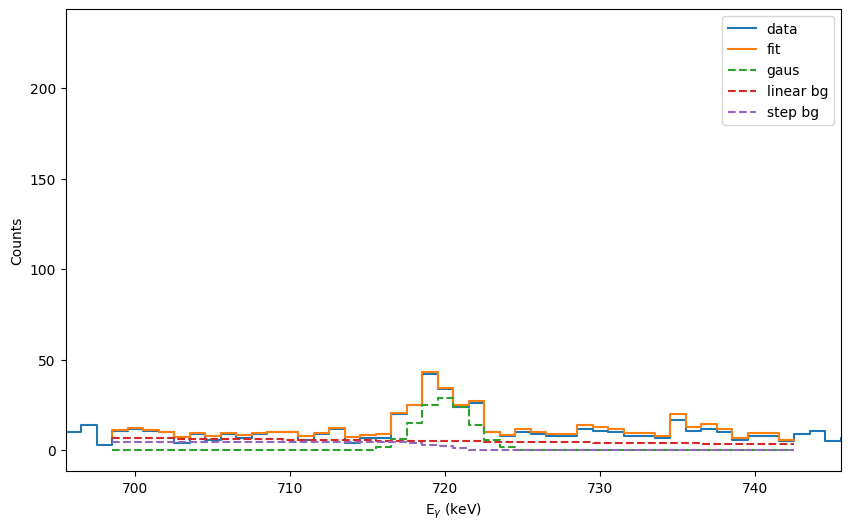 data
fit
gaus
linear bg
step bg
200
150
100
50
0
Counts
700
710
720
730
740
Eγ (keV)